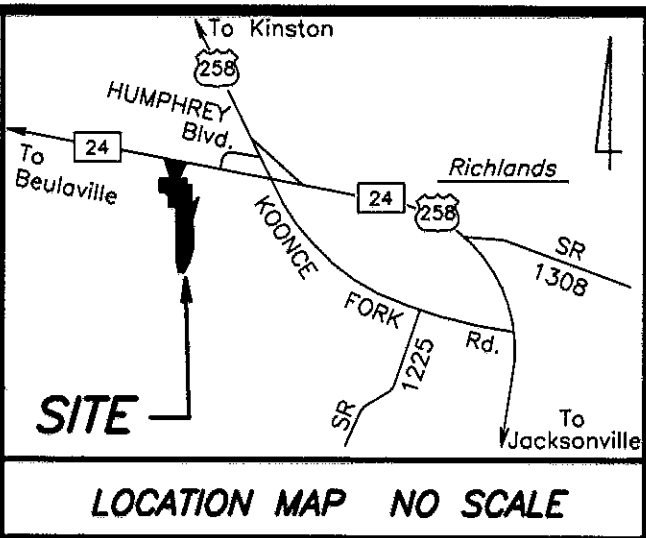 To Kinston
258
HUMPHREY
Blvd.
24
To
Beulaville
Richlands
24
258
KOONCE
FORK
Rd.
SR
1308
SR
1225
SITE
To
Jacksonville
LOCATION MAP NO SCALE